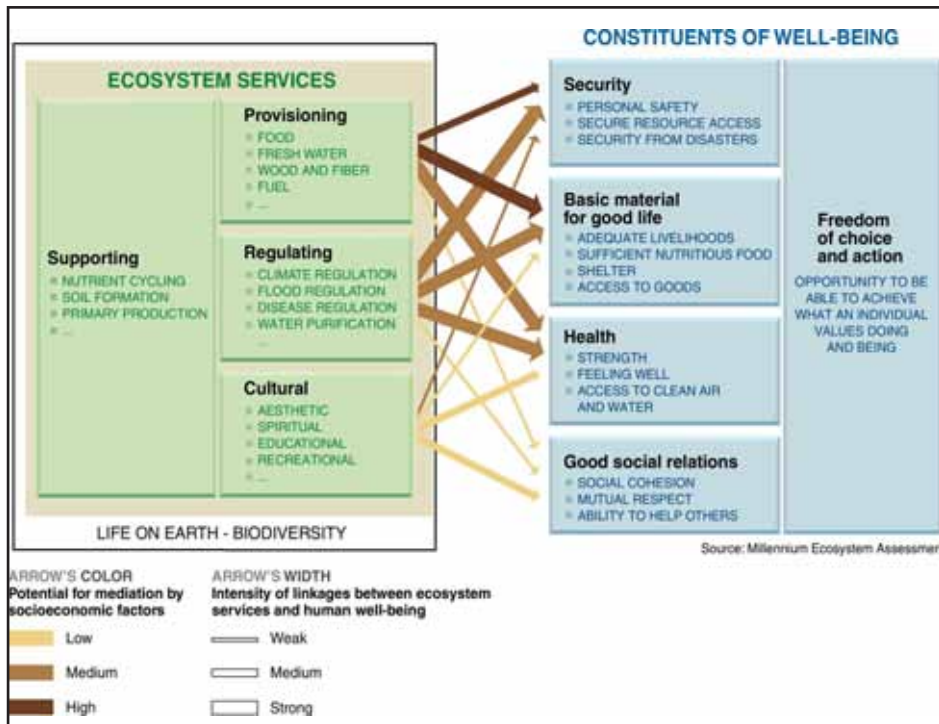 CONSTITUENTS OF WELL-BEING
ECOSYSTEM SERVICES
Supporting
NUTRIENT CYCLING
SOIL FORMATION
PRIMARY PRODUCTION
...
Provisioning
FOOD
FRESH WATER
WOOD AND FIBER
FUEL
...
Regulating
CLIMATE REGULATION
FLOOD REGULATION
DISEASE REGULATION
WATER PURIFICATION
...
Cultural
AESTHETIC
SPIRITUAL
EDUCATIONAL
RECREATIONAL
...
LIFE ON EARTH - BIODIVERSITY
Security
PERSONAL SAFETY
SECURE RESOURCE ACCESS
SECURITY FROM DISASTERS
Basic material
for good life
ADEQUATE LIVELIHOODS
SUFFICIENT NUTRITIOUS FOOD
SHELTER
ACCESS TO GOODS
Health
STRENGTH
FEELING WELL
ACCESS TO CLEAN AIR
AND WATER
Good social relations
SOCIAL COHESION
MUTUAL RESPECT
ABILITY TO HELP OTHERS
Freedom
of choice
and action
OPPORTUNITY TO BE
ABLE TO ACHIEVE
WHAT AN INDIVIDUAL
VALUES DOING
AND BEING
Source: Millennium Ecosystem Assessmen
ARROW'S COLOR
Potential for mediation by
socioeconomic factors
Low
Medium
High
ARROW'S WIDTH
Intensity of linkages between ecosystem
services and human well-being
Weak
Medium
Strong